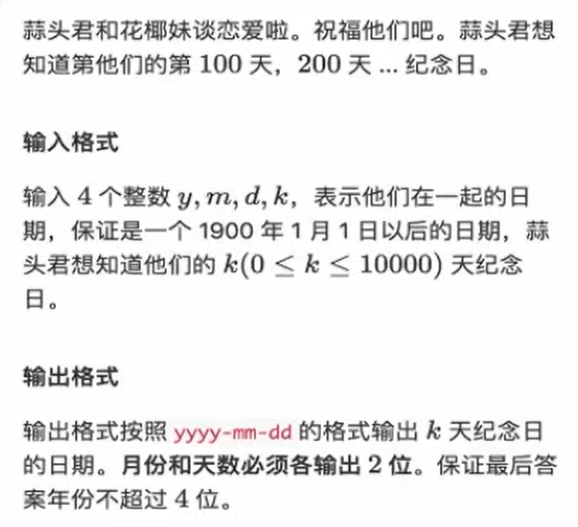 蒜头君和花椰妹谈恋爱啦。祝福他们吧。蒜头君想
知道第他们的第 100 天，200 天 ... 纪念日。
输入格式
输入 4 个整数 y, m, d, k，表示他们在一起的日
期，保证是一个 1900 年 1 月 1 日以后的日期，蒜
头君想知道他们的 k(0 ≤ k ≤ 10000) 天纪念
日。
输出格式
输出格式按照 yyyy-mm-dd 的格式输出 k 天纪念日
的日期。月份和天数必须各输出 2 位。保证最后答
案年份不超过 4 位。